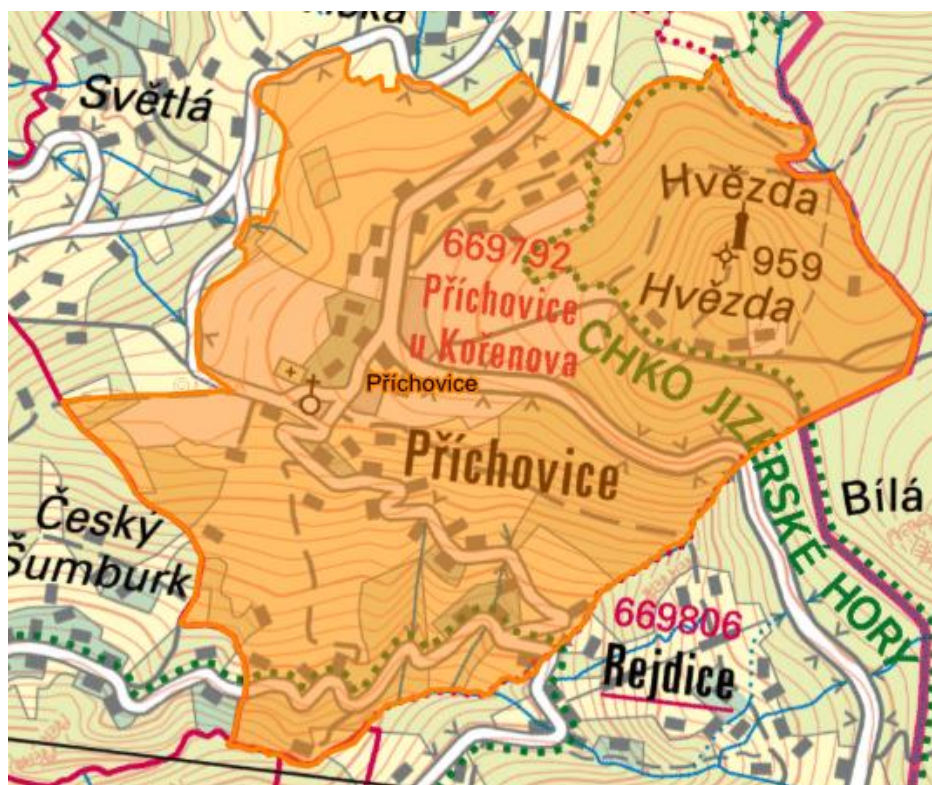 Světlá
Hvězda
959
Hvězda
669792
Příchovice
u Kořenova
Příchovice
CHKO JIZERSKÉ HORY
Příchovice
Bílá
Český
Šumburk
669806
Rejdice